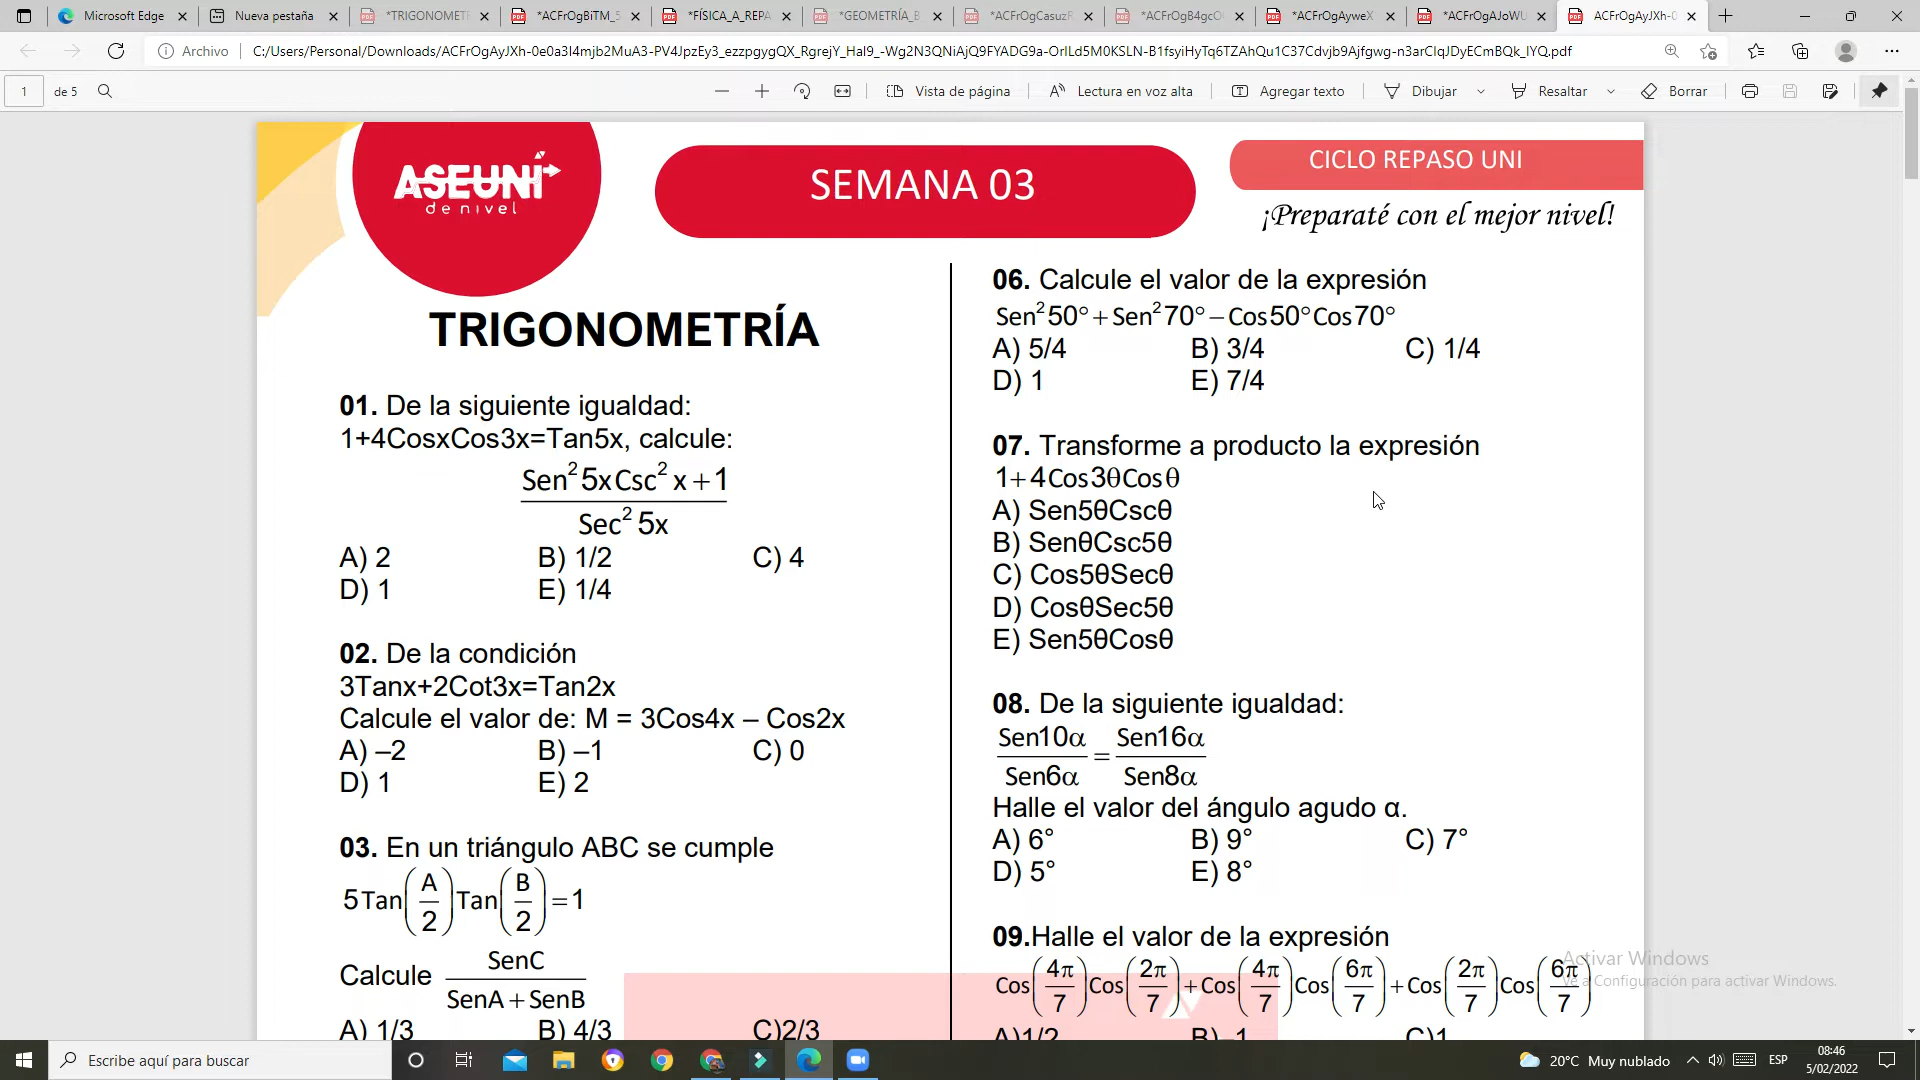 Microsoft Edge
Nueva pestaña
*TRIGONOMETR
*ACFrOgBiTM_5
*FÍSICA_A_REPA
*GEOMETRÍA_B
*ACFrOgCasuzR
*ACFrOgB4gcO
*ACFrOgAyweX
*ACFrOgAJoWU
ACFrOgAyJXh-0
Archivo
C:/Users/Personal/Downloads/ACFrOgAyJXh-0e0a3I4mjb2MuA3-PV4JpzEy3_ezzpgygQX_RgrejY_Hal9_-Wg2N3QNiAjQ9FYADG9a-OrILd5M0KSLN-B1fsyiHyTq6TZAhQu1C37Cdvjb9Ajfgwg-n3arClqJDyECmBQk_lYQ.pdf
1 de 5
Vista de página
Lectura en voz alta
Agregar texto
Dibujar
Resaltar
Borrar
ASEUNI
de nivel
SEMANA 03
CICLO REPASO UNI
¡Preparaté con el mejor nivel!
TRIGONOMETRÍA
01. De la siguiente igualdad:
1+4CosxCos3x=Tan5x, calcule:
Sen²5xCsc²x+1
Sec²5x
A) 2 B) 1/2 C) 4
D) 1 E) 1/4
02. De la condición
3Tanx+2Cot3x=Tan2x
Calcule el valor de: M = 3Cos4x – Cos2x
A) –2 B) –1 C) 0
D) 1 E) 2
03. En un triángulo ABC se cumple
5Tan(A/2)Tan(B/2)=1
Calcule SenC/(SenA+SenB)
A) 1/3 B) 4/3 C)2/3
06. Calcule el valor de la expresión
Sen²50°+Sen²70°–Cos50°Cos70°
A) 5/4 B) 3/4 C) 1/4
D) 1 E) 7/4
07. Transforme a producto la expresión
1+4Cos3θCosθ
A) Sen5θCscθ
B) SenθCsc5θ
C) Cos5θSecθ
D) CosθSec5θ
E) Sen5θCosθ
08. De la siguiente igualdad:
Sen10α/Sen6α = Sen16α/Sen8α
Halle el valor del ángulo agudo α.
A) 6° B) 9° C) 7°
D) 5° E) 8°
09.Halle el valor de la expresión
Cos(4π/7)Cos(2π/7)+Cos(4π/7)Cos(6π/7)+Cos(2π/7)Cos(6π/7)
A)1/2 B)–1 C)1
Activar Windows
Ve a Configuración para activar Windows.
Escribe aquí para buscar
20°C Muy nublado
ESP
08:46
5/02/2022